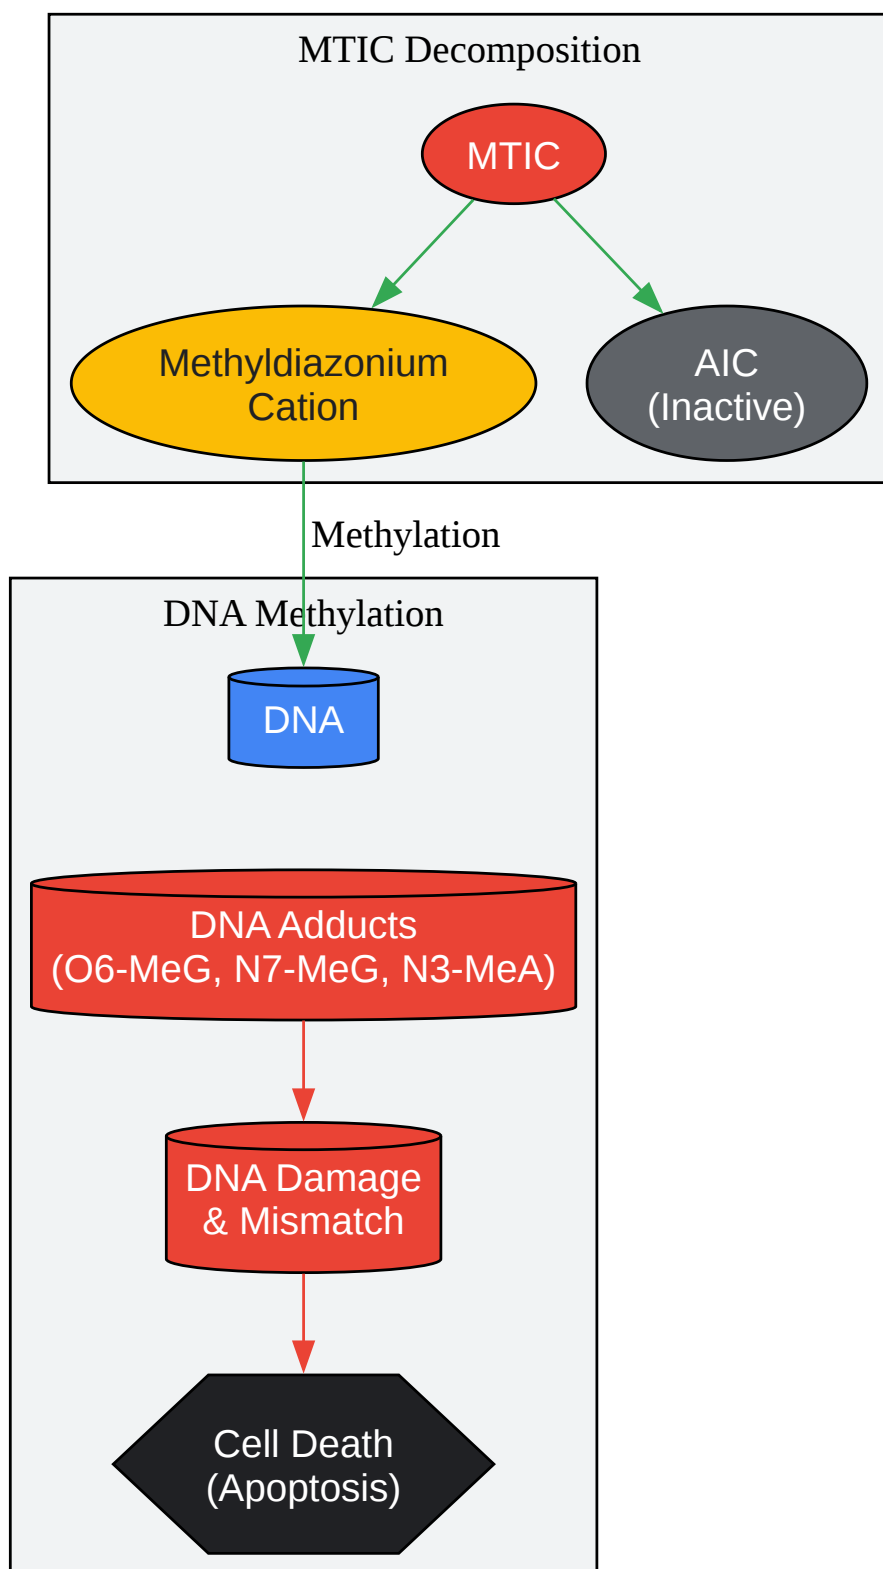 MTIC Decomposition
MTIC
Methyldiazonium
Cation
AIC
(Inactive)
Methylation
DNA Methylation
DNA
DNA Adducts
(O6-MeG, N7-MeG, N3-MeA)
DNA Damage
& Mismatch
Cell Death
(Apoptosis)